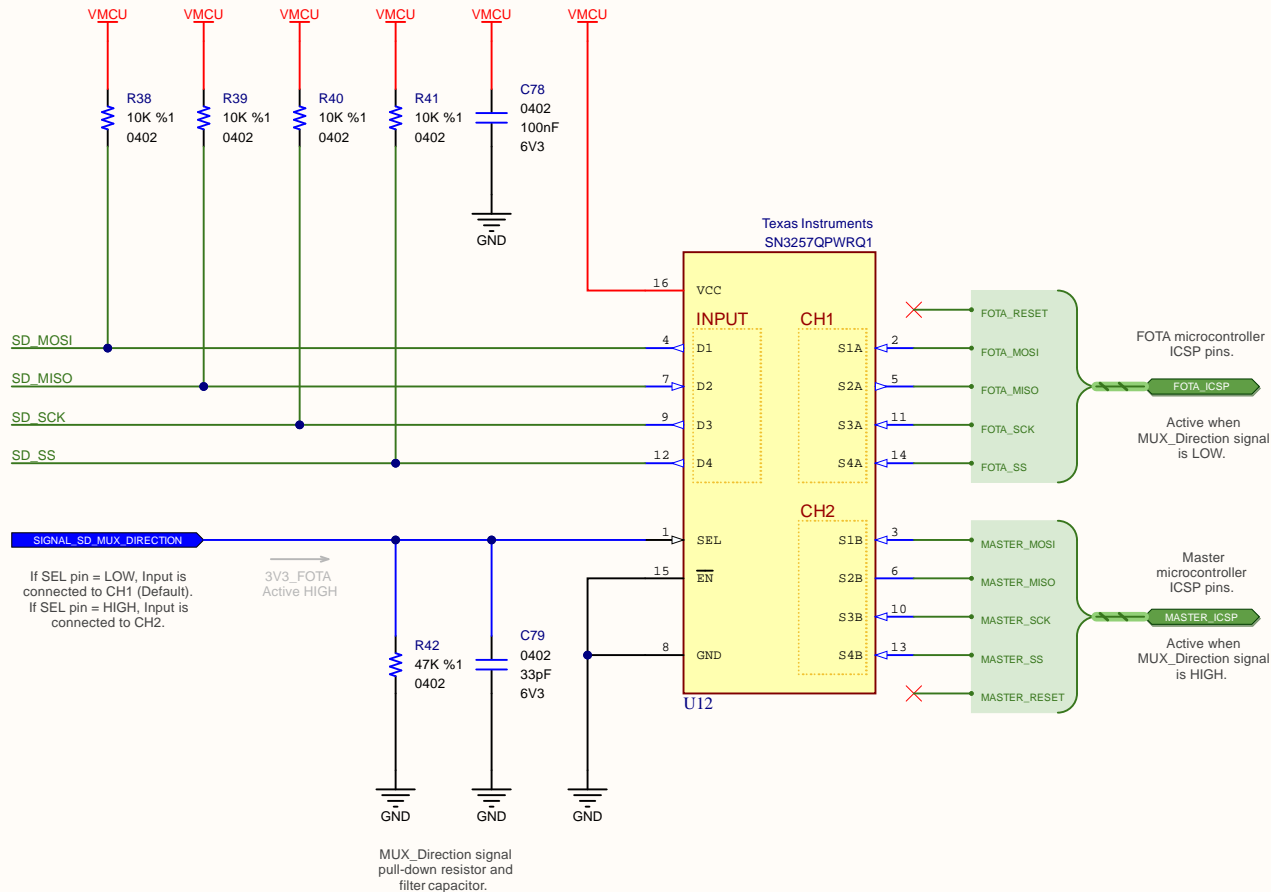 VMCU
VMCU
VMCU
VMCU
VMCU
VMCU
R38
10K %1
0402
R39
10K %1
0402
R40
10K %1
0402
R41
10K %1
0402
C78
0402
100nF
6V3
GND
Texas Instruments
SN3257QPWRQ1
16
VCC
INPUT
CH1
SD_MOSI
4
D1
S1A
2
SD_MISO
7
D2
S2A
5
SD_SCK
9
D3
S3A
11
SD_SS
12
D4
S4A
14
FOTA_RESET
FOTA_MOSI
FOTA_MISO
FOTA_SCK
FOTA_SS
FOTA microcontroller
ICSP pins.
FOTA_ICSP
Active when
MUX_Direction signal
is LOW.
CH2
SIGNAL_SD_MUX_DIRECTION
1
SEL
S1B
3
15
EN
S2B
6
S3B
10
8
GND
S4B
13
U12
MASTER_MOSI
MASTER_MISO
MASTER_SCK
MASTER_SS
MASTER_RESET
Master
microcontroller
ICSP pins.
MASTER_ICSP
Active when
MUX_Direction signal
is HIGH.
If SEL pin = LOW, Input is
connected to CH1 (Default).
If SEL pin = HIGH, Input is
connected to CH2.
3V3_FOTA
Active HIGH
R42
47K %1
0402
C79
0402
33pF
6V3
GND
GND
GND
MUX_Direction signal
pull-down resistor and
filter capacitor.